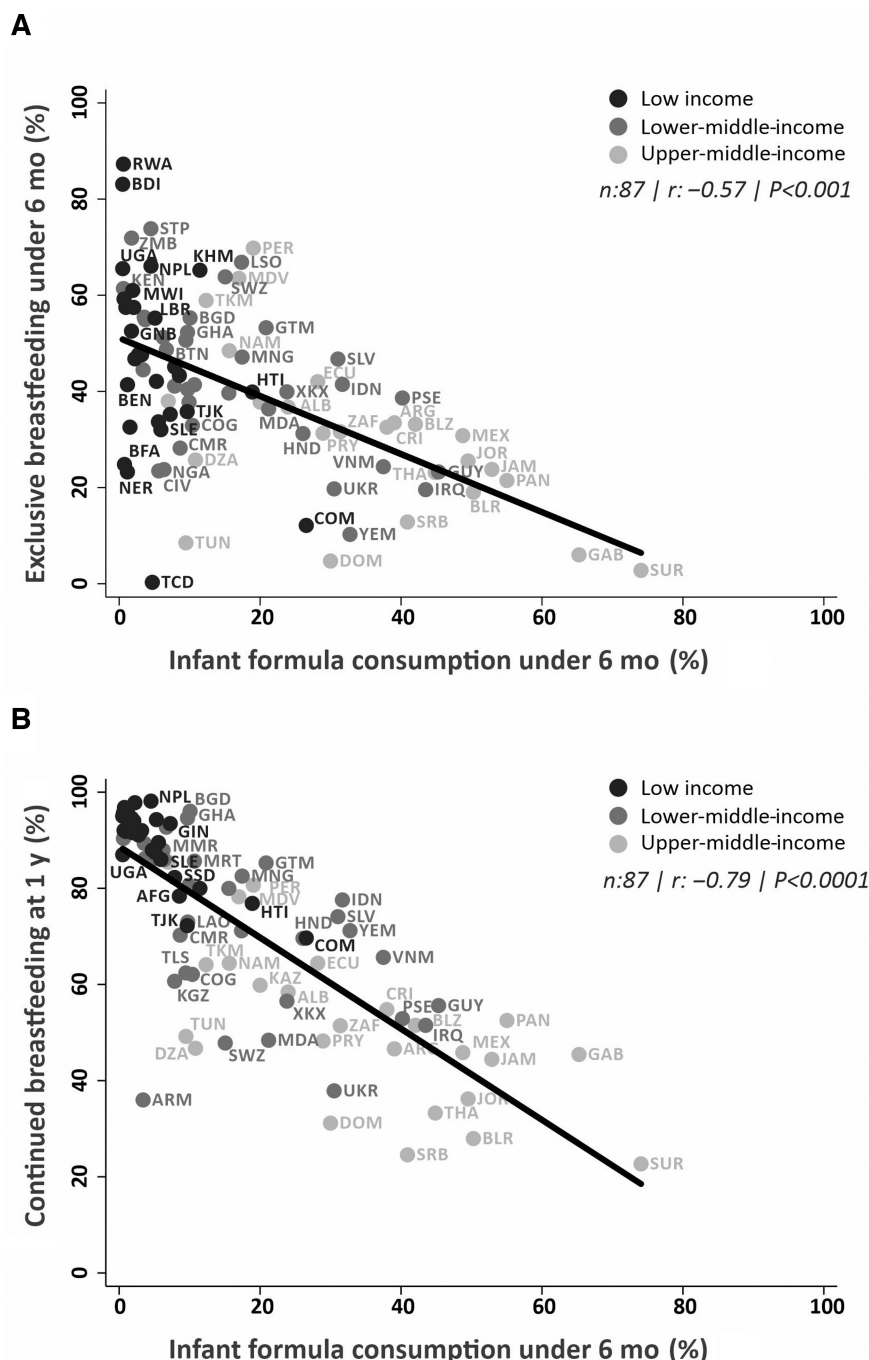 A
Exclusive breastfeeding under 6 mo (%)
100
80
60
40
20
0
Low income
Lower-middle-income
Upper-middle-income
n:87 | r: −0.57 | P<0.001
RWA
BDI
STP
ZMB
PER
UGA
NPL
KHM
LSO
KEN
SWZ
MDV
MWI
TKM
LBR
BGD
GNB
GHA
GTM
NAM
BTN
MNG
SLV
ECU
HTI
XKX
IDN
BEN
ALB
PSE
TJK
ARG
SLE
COG
MDA
ZAF
BLZ
HND
PRY
CRI
MEX
BFA
CMR
JOR
DZA
VNM
NER
NGA
THA
GUY
JAM
CIV
PAN
UKR
IRQ
BLR
COM
SRB
YEM
TUN
DOM
GAB
TCD
SUR
0 20 40 60 80 100
Infant formula consumption under 6 mo (%)
B
Continued breastfeeding at 1 y (%)
100
80
60
40
20
0
Low income
Lower-middle-income
Upper-middle-income
n:87 | r: −0.79 | P<0.0001
NPL
BGD
GHA
GIN
MMR
SLE
MRT
GTM
UGA
SSD
MNG
PER
AFG
MDV
IDN
HTI
TJK
LAO
HND
SLV
CMR
COM
YEM
TLS
TKM
NAM
ECU
VNM
KGZ
COG
KAZ
ALB
CRI
XKX
PSE
GUY
TUN
ZAF
BLZ
PAN
IRQ
DZA
SWZ
MDA
PRY
ARG
MEX
JAM
GAB
ARM
UKR
JOR
DOM
THA
BLR
SRB
SUR
0 20 40 60 80 100
Infant formula consumption under 6 mo (%)